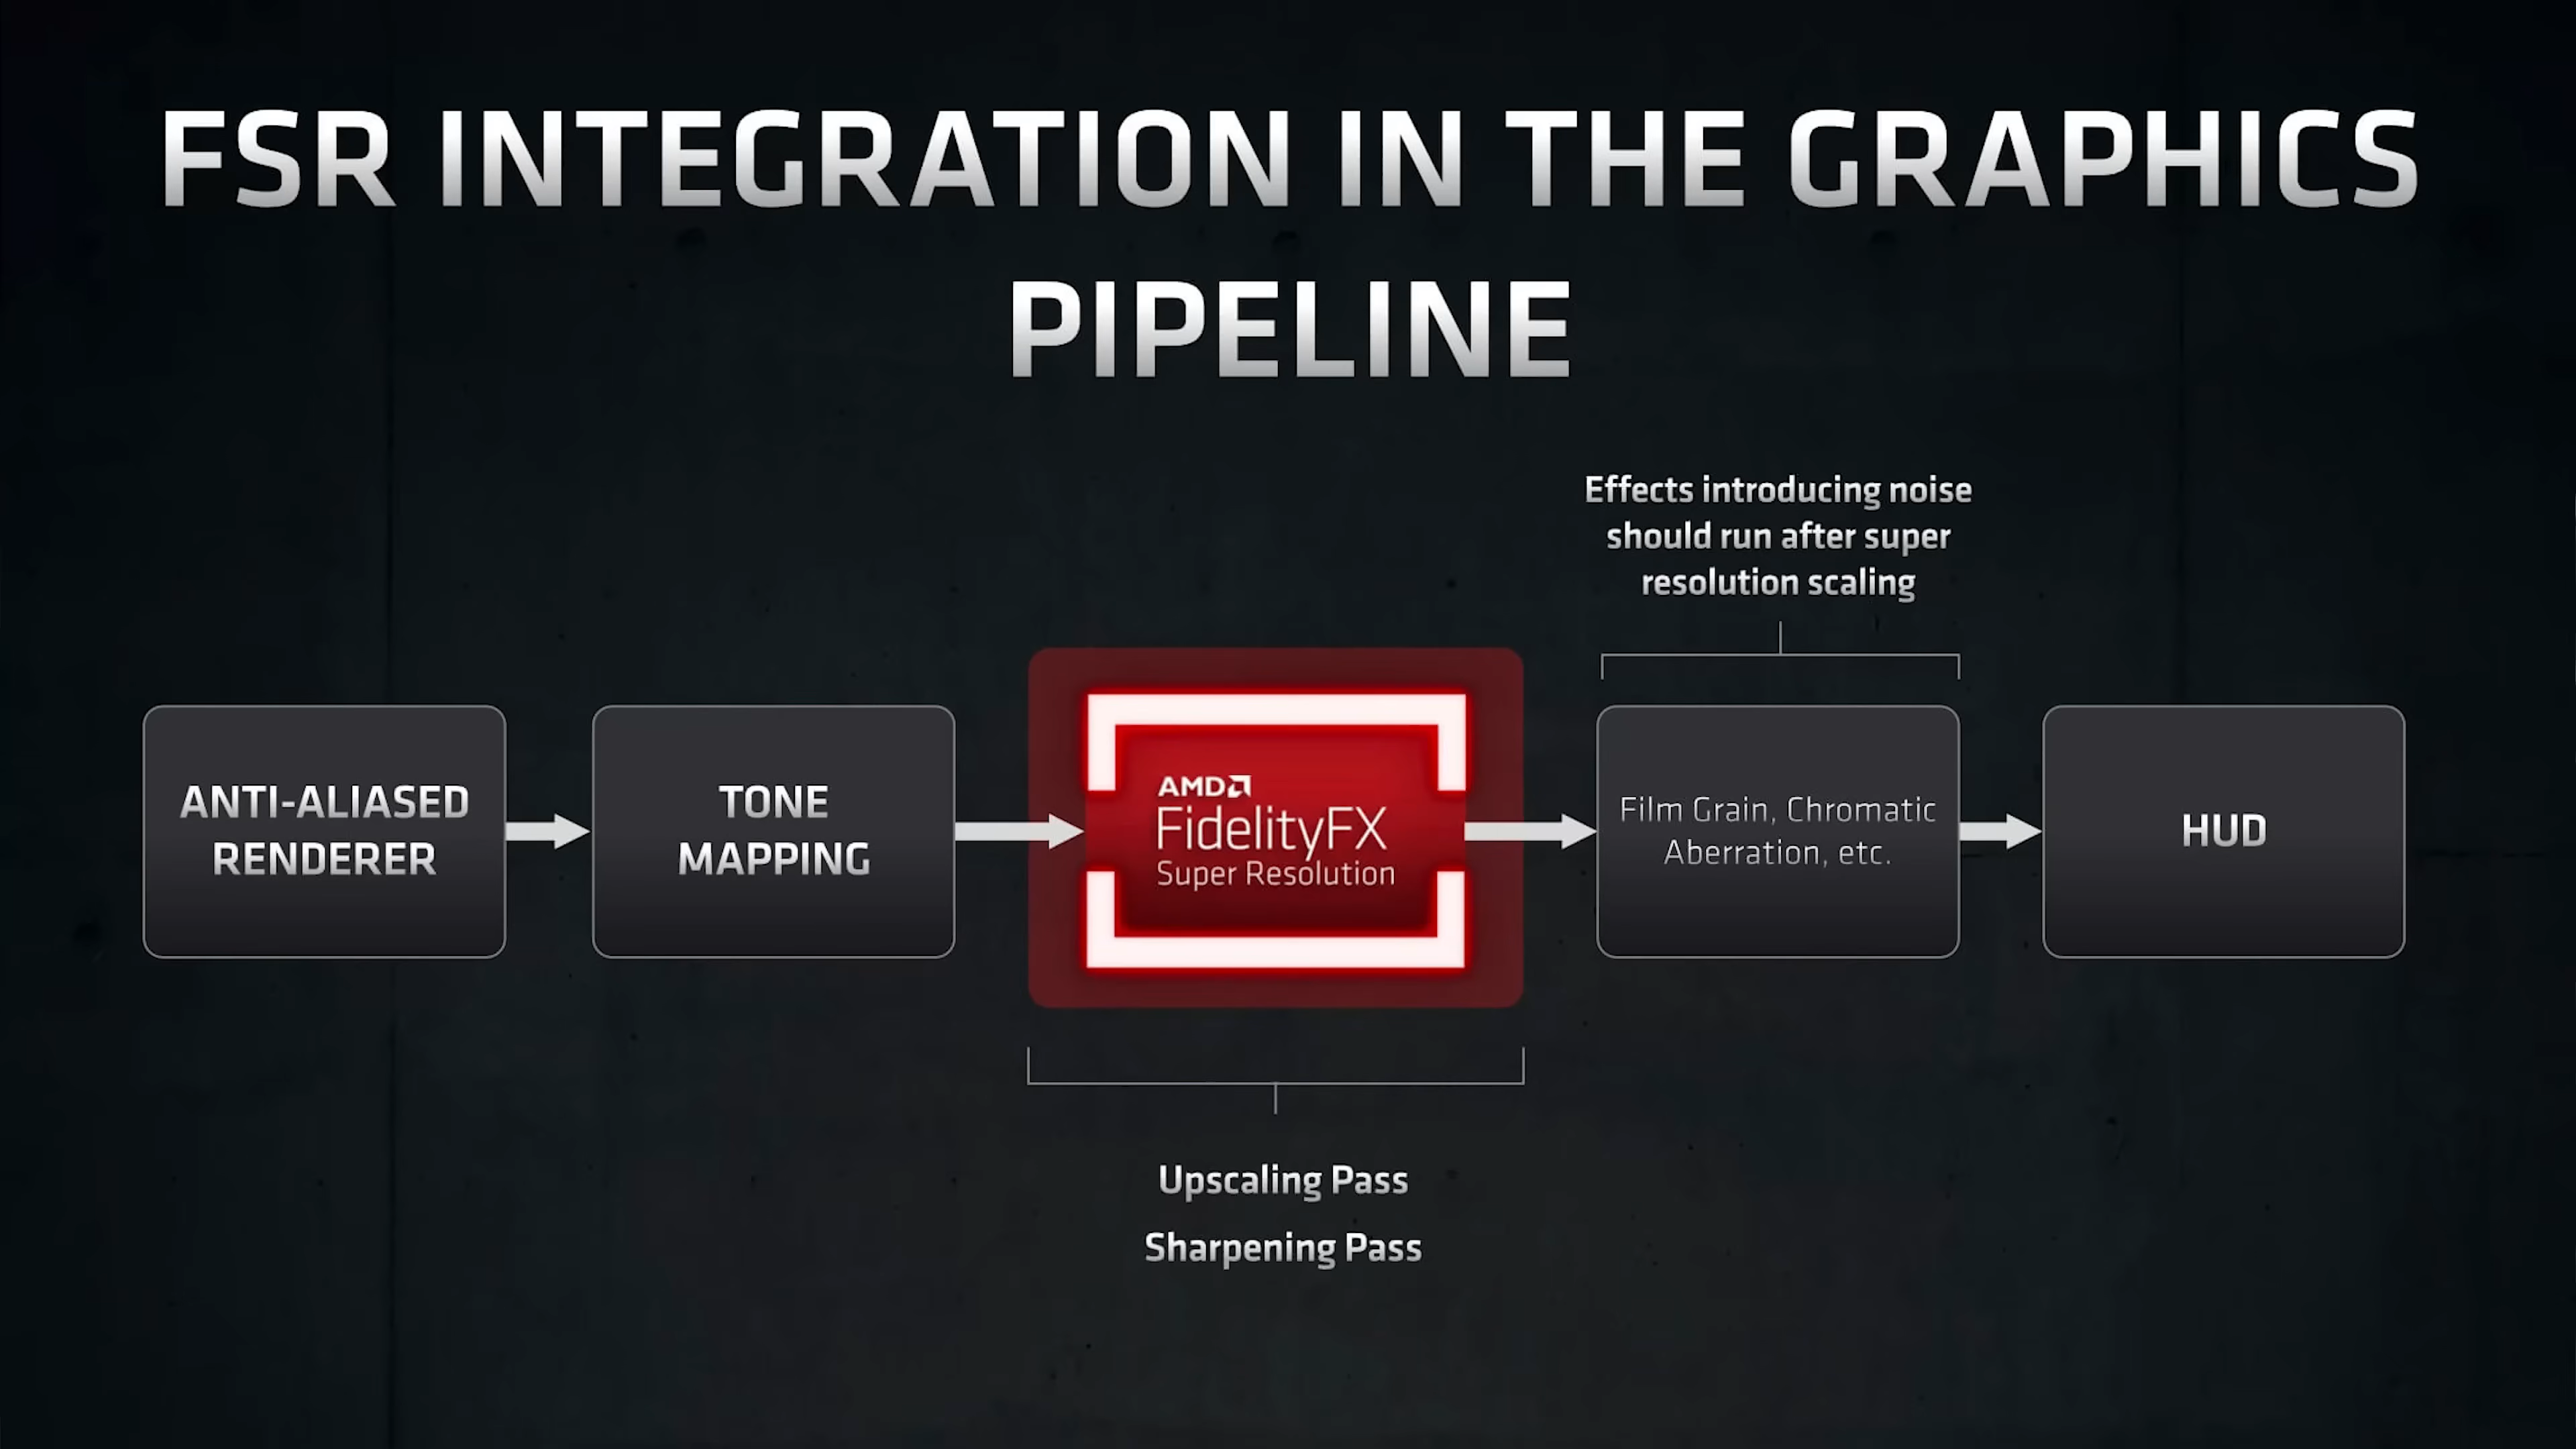 FSR INTEGRATION IN THE GRAPHICS
PIPELINE
Effects introducing noise
should run after super
resolution scaling
ANTI-ALIASED
RENDERER
TONE
MAPPING
AMD
FidelityFX
Super Resolution
Film Grain, Chromatic
Aberration, etc.
HUD
Upscaling Pass
Sharpening Pass